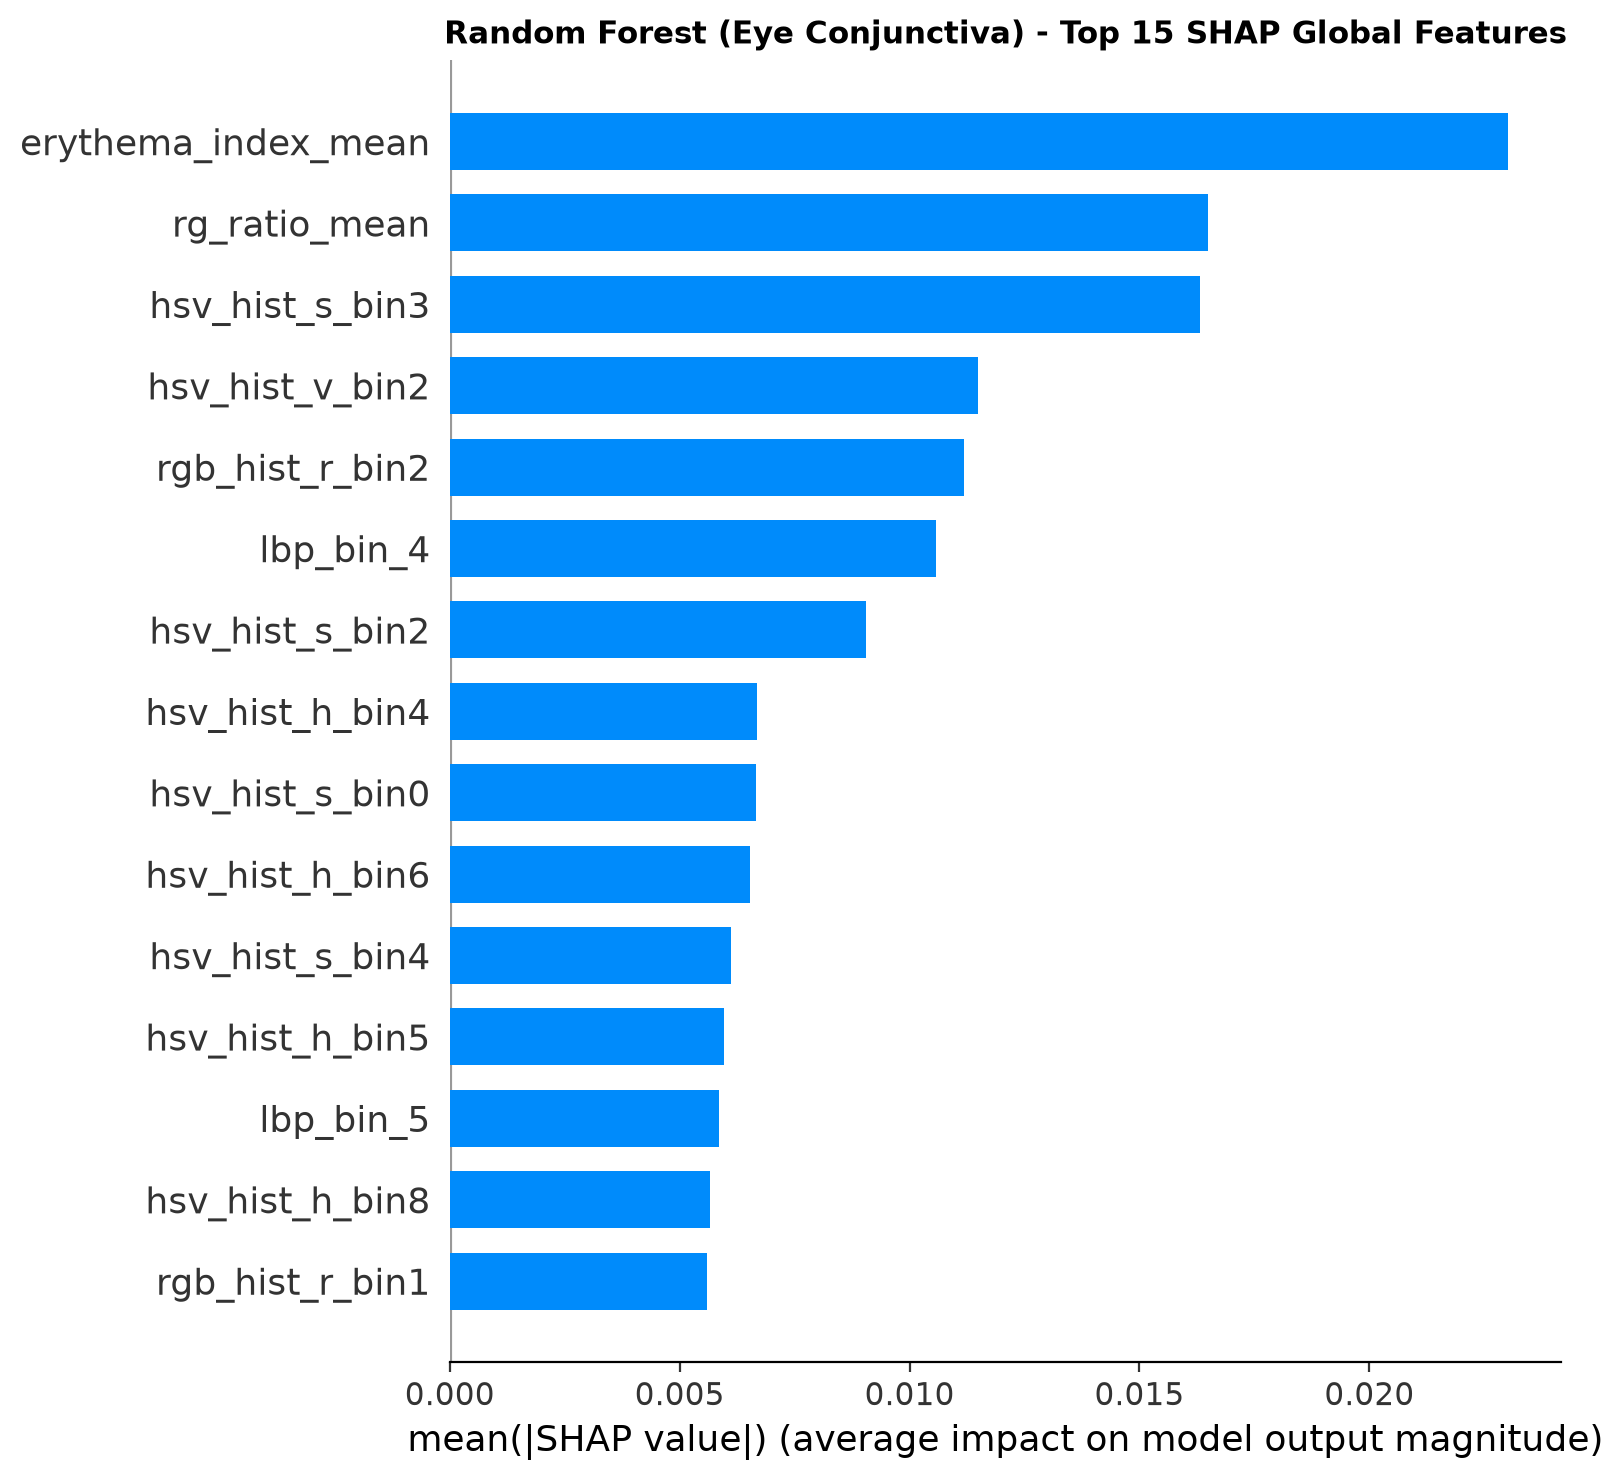 Random Forest (Eye Conjunctiva) - Top 15 SHAP Global Features
erythema_index_mean
rg_ratio_mean
hsv_hist_s_bin3
hsv_hist_v_bin2
rgb_hist_r_bin2
lbp_bin_4
hsv_hist_s_bin2
hsv_hist_h_bin4
hsv_hist_s_bin0
hsv_hist_h_bin6
hsv_hist_s_bin4
hsv_hist_h_bin5
lbp_bin_5
hsv_hist_h_bin8
rgb_hist_r_bin1
0.000 0.005 0.010 0.015 0.020
mean(|SHAP value|) (average impact on model output magnitude)